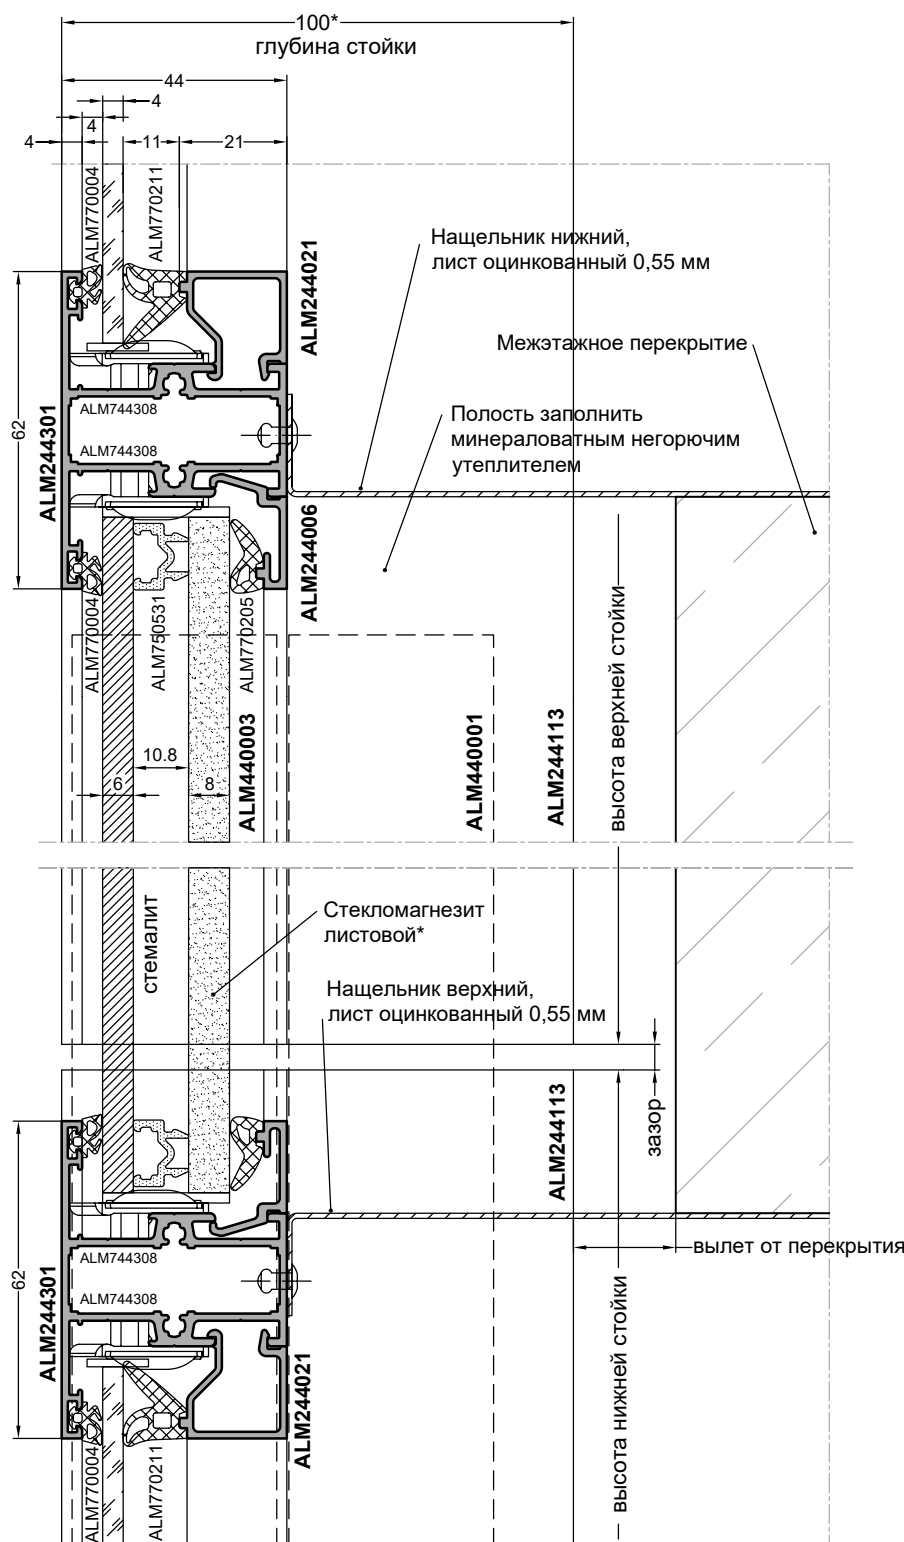 100*
глубина стойки
44
4
4
4
11
21
ALM770004
ALM770211
ALM244021
Нащельник нижний,
лист оцинкованный 0,55 мм
Межэтажное перекрытие
Полость заполнить
минераловатным негорючим
утеплителем
62
ALM244301
ALM744308
ALM744308
ALM244006
ALM770004
ALM750531
ALM770205
высота верхней стойки
10.8
6
8
ALM440003
ALM440001
ALM244113
стемалит
Стекломагнезит
листовой*
Нащельник верхний,
лист оцинкованный 0,55 мм
зазор
ALM244113
вылет от перекрытия
62
ALM244301
ALM744308
ALM744308
ALM244021
высота нижней стойки
ALM770004
ALM770211